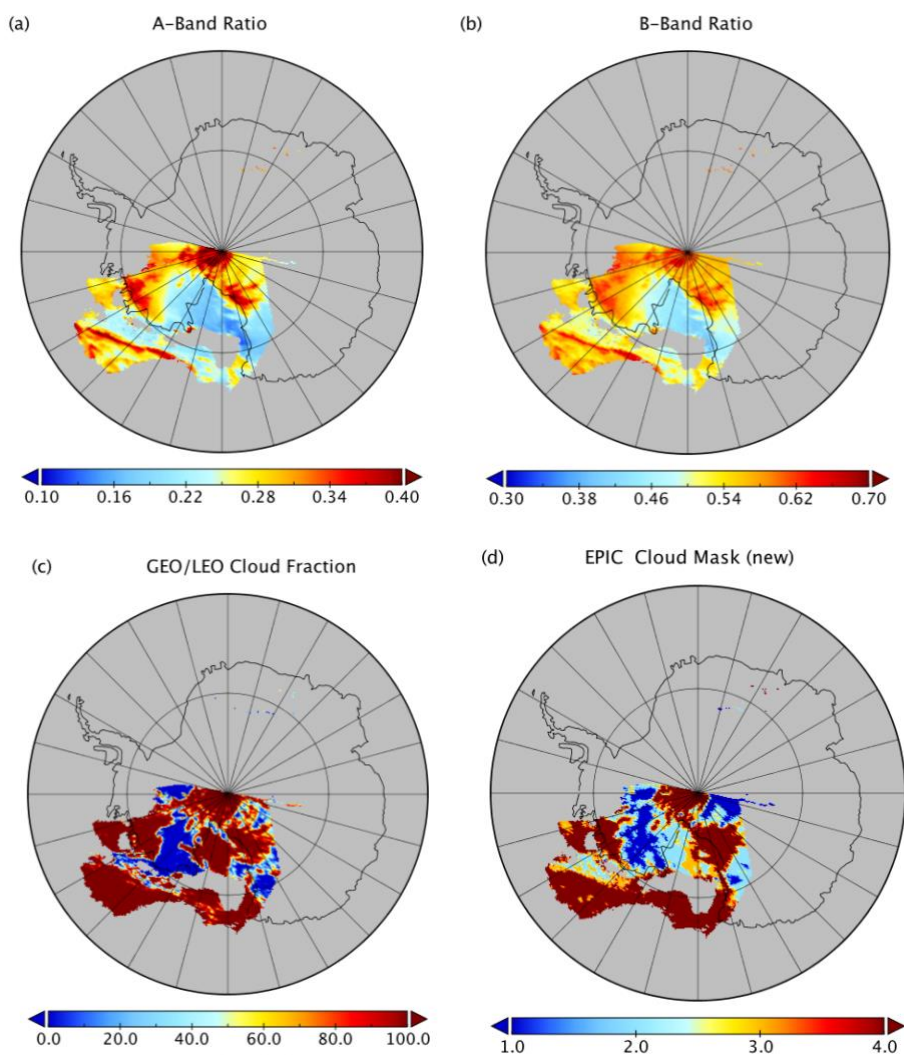 (a) A-Band Ratio
(b) B-Band Ratio
0.10 0.16 0.22 0.28 0.34 0.40
0.30 0.38 0.46 0.54 0.62 0.70
(c) GEO/LEO Cloud Fraction
(d) EPIC Cloud Mask (new)
0.0 20.0 40.0 60.0 80.0 100.0
1.0 2.0 3.0 4.0